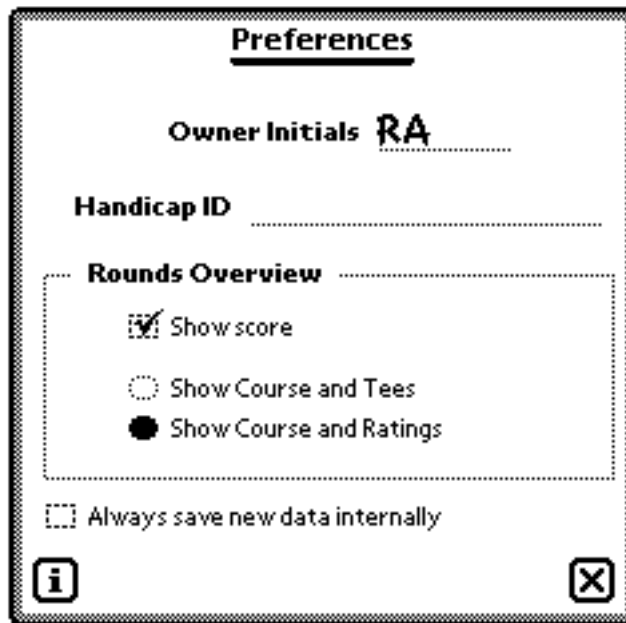 Preferences
Owner Initials RA
Handicap ID
Rounds Overview
Show score
Show Course and Tees
Show Course and Ratings
Always save new data internally
i